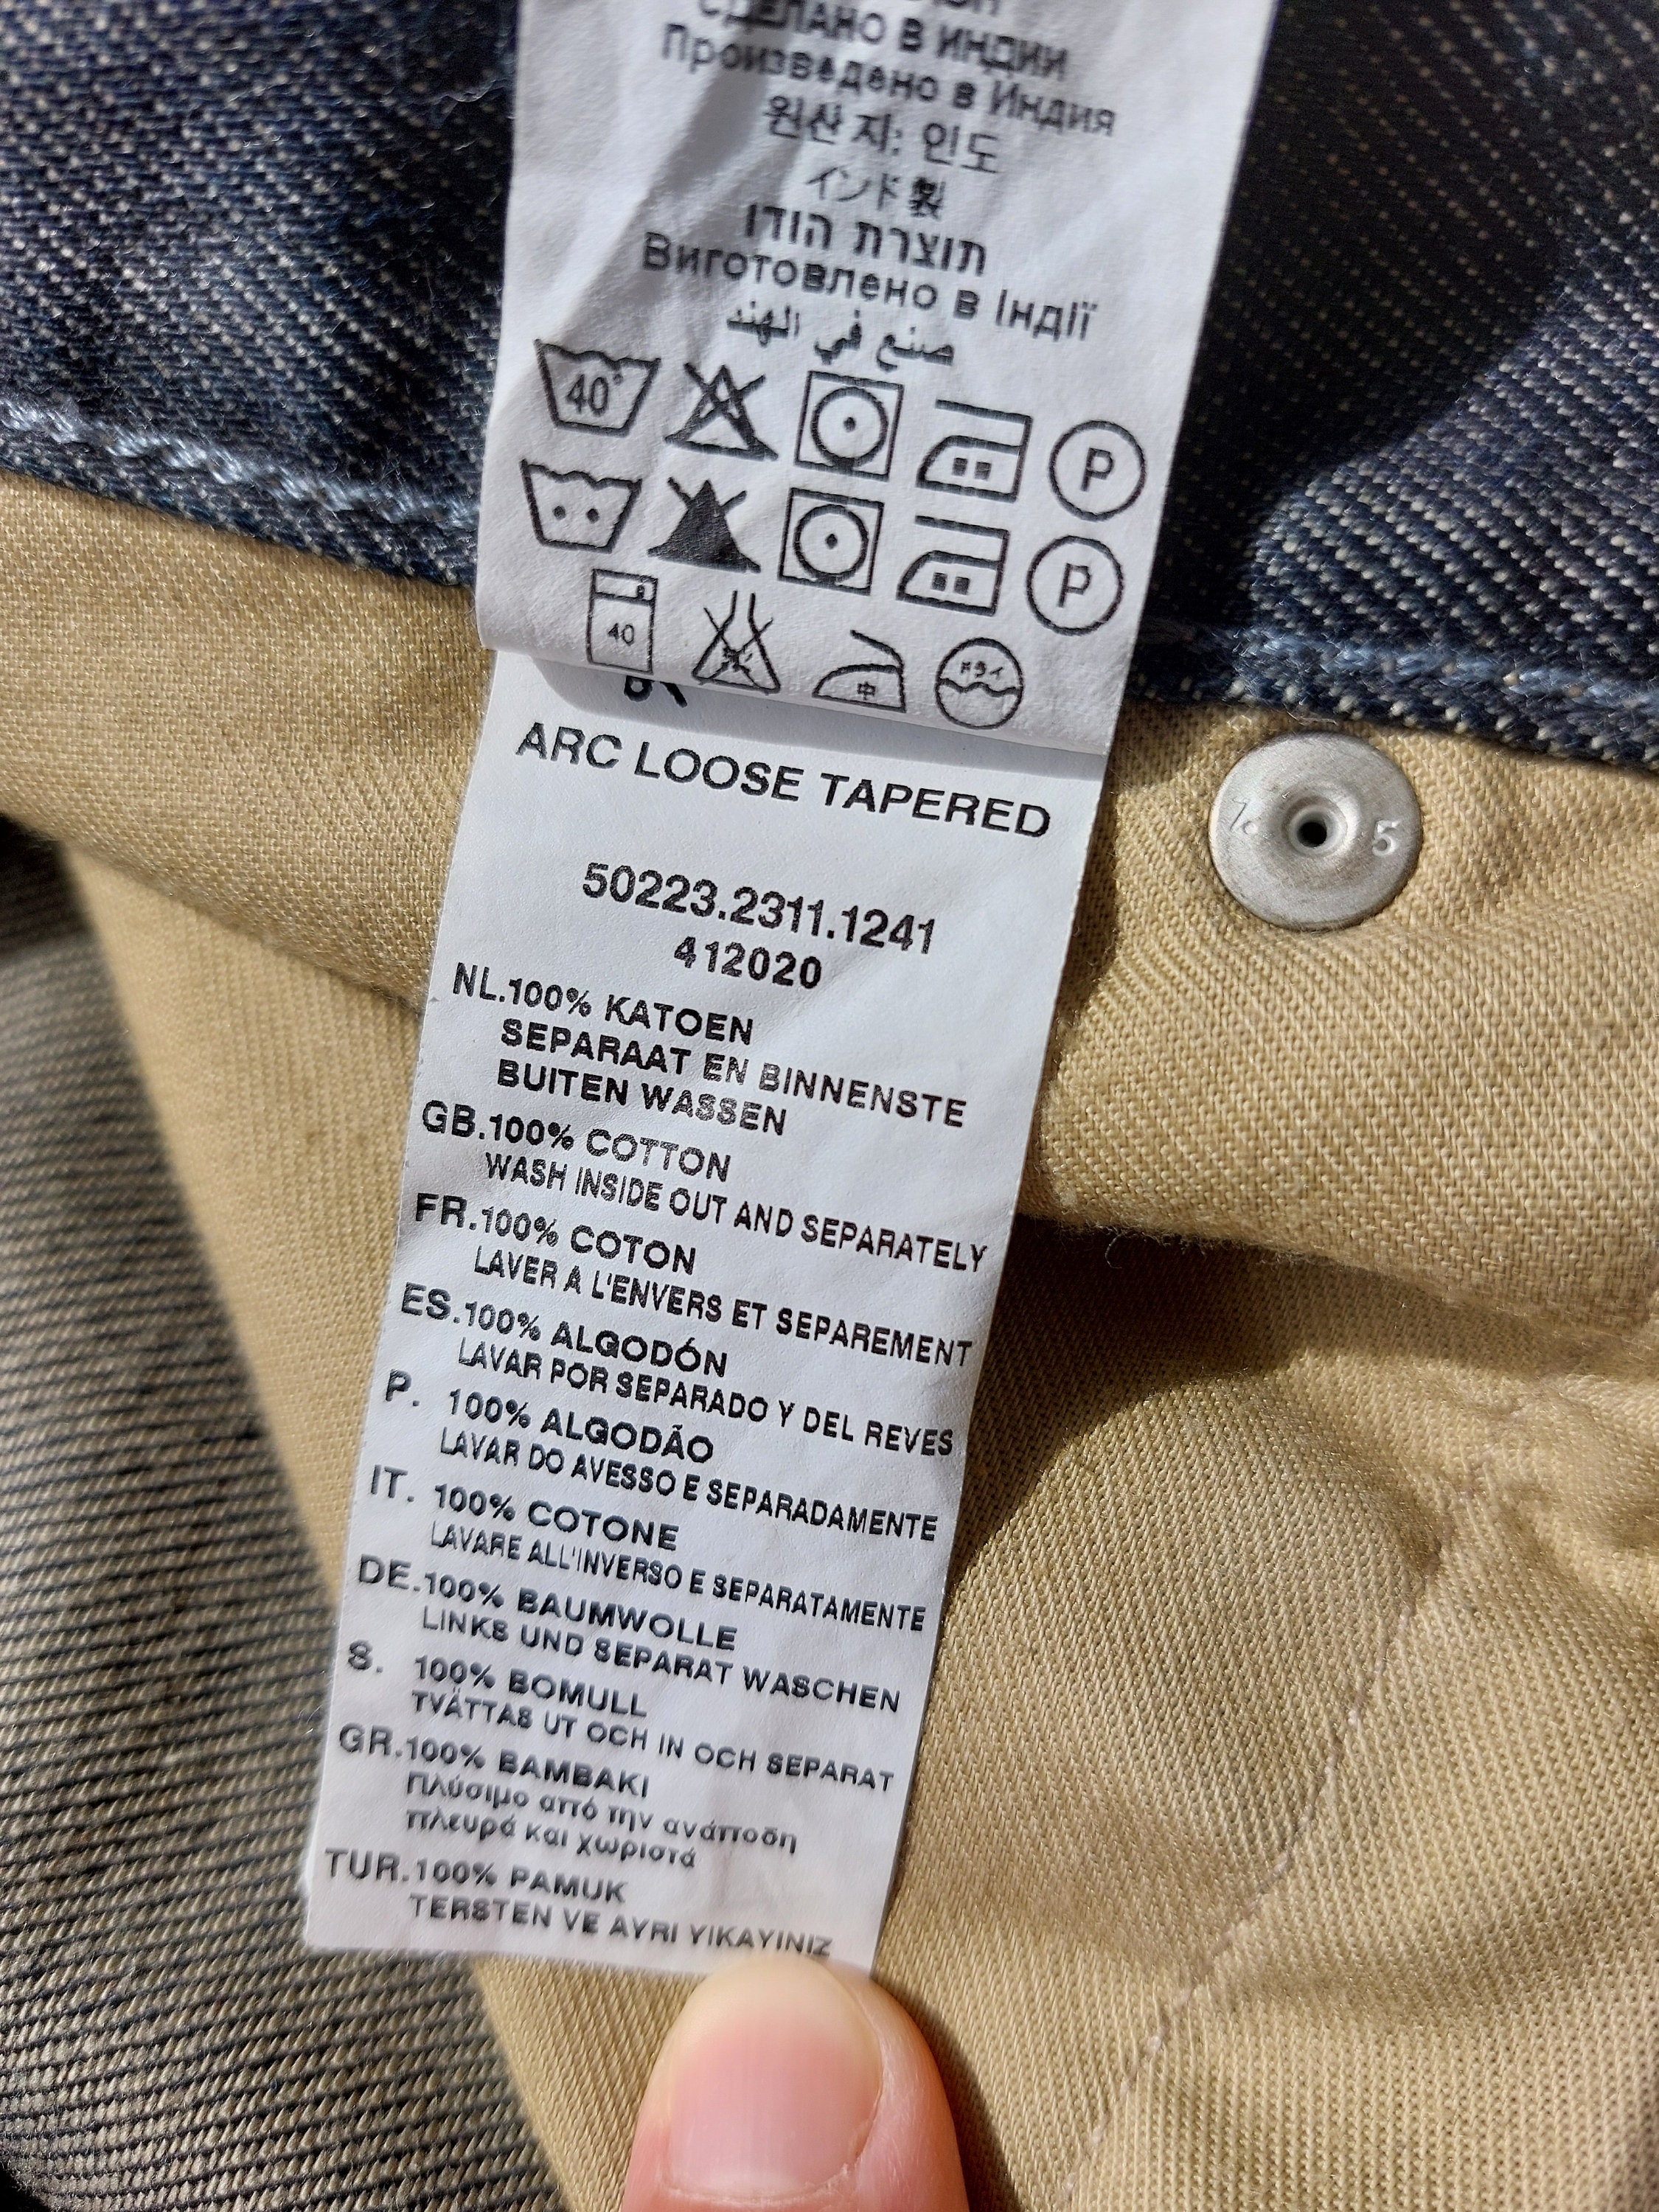 СДЕЛАНО В ИНДИИ
Произведено в Индия
원산지: 인도
インド製
תוצרת הודו
Виготовлено в Індії
صنع في الهند
40°
P
P
40
中
ドライ
ARC LOOSE TAPERED
50223.2311.1241
412020
NL.100% KATOEN
SEPARAAT EN BINNENSTE
BUITEN WASSEN
GB.100% COTTON
WASH INSIDE OUT AND SEPARATELY
FR.100% COTON
LAVER A L'ENVERS ET SEPAREMENT
ES.100% ALGODÓN
LAVAR POR SEPARADO Y DEL REVES
P. 100% ALGODÃO
LAVAR DO AVESSO E SEPARADAMENTE
IT. 100% COTONE
LAVARE ALL'INVERSO E SEPARATAMENTE
DE.100% BAUMWOLLE
LINKS UND SEPARAT WASCHEN
S. 100% BOMULL
TVÄTTAS UT OCH IN OCH SEPARAT
GR.100% BAMBAKI
Πλύσιμο από την ανάποδη
πλευρά και χωριστά
TUR.100% PAMUK
TERSTEN VE AYRI YIKAYINIZ
5